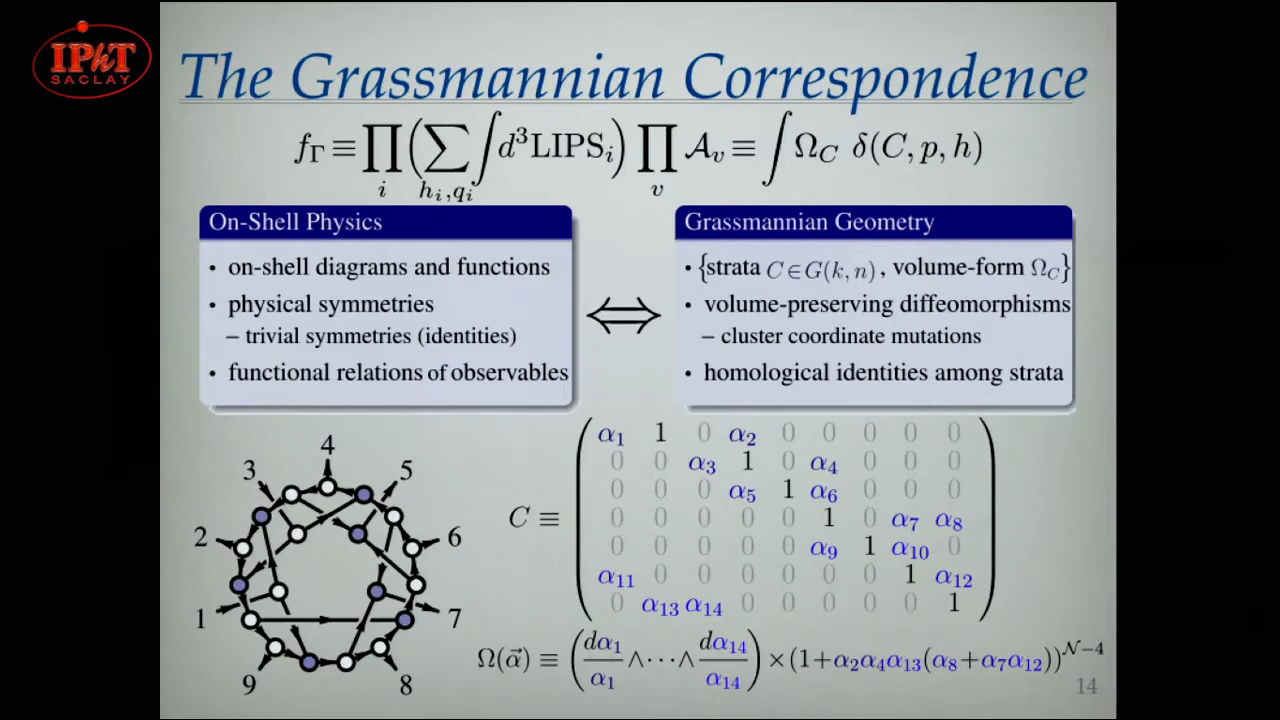 IPhT
SACLAY
The Grassmannian Correspondence
f_Γ ≡ ∏_i (∑_{h_i,q_i} ∫ d³LIPS_i) ∏_v 𝒜_v ≡ ∫ Ω_C δ(C, p, h)
On-Shell Physics
• on-shell diagrams and functions
• physical symmetries
– trivial symmetries (identities)
• functional relations of observables
⇔
Grassmannian Geometry
• {strata C∈G(k,n), volume-form Ω_C}
• volume-preserving diffeomorphisms
– cluster coordinate mutations
• homological identities among strata
4
3 5
2 6
1 7
9 8
C ≡
α₁ 1 0 α₂ 0 0 0 0 0
0 0 α₃ 1 0 α₄ 0 0 0
0 0 0 α₅ 1 α₆ 0 0 0
0 0 0 0 0 1 0 α₇ α₈
0 0 0 0 0 α₉ 1 α₁₀ 0
α₁₁ 0 0 0 0 0 0 1 α₁₂
0 α₁₃ α₁₄ 0 0 0 0 0 1
Ω(α⃗) ≡ (dα₁/α₁ ∧···∧ dα₁₄/α₁₄) × (1+α₂α₄α₁₃(α₈+α₇α₁₂))^{𝒩−4}
14